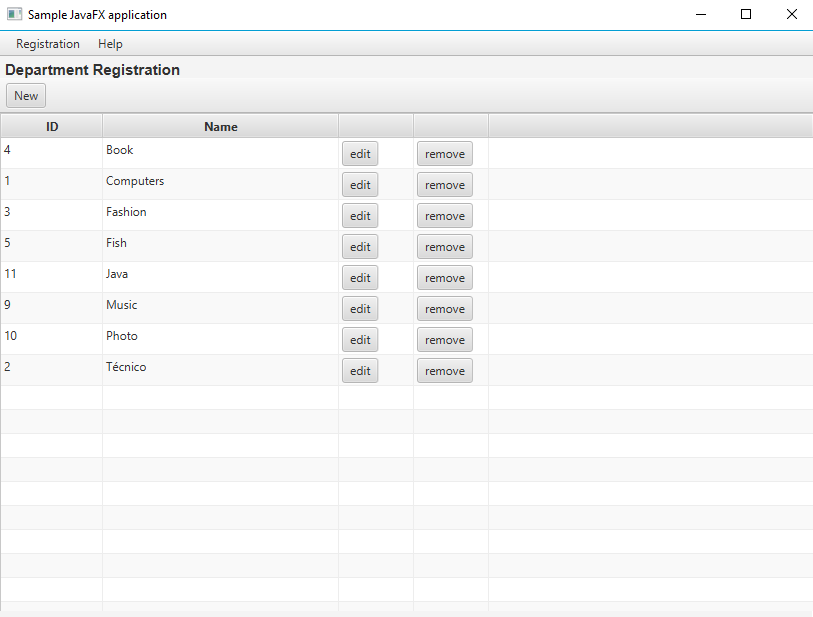 Sample JavaFX application
Registration Help
Department Registration
New
ID Name
4 Book edit remove
1 Computers edit remove
3 Fashion edit remove
5 Fish edit remove
11 Java edit remove
9 Music edit remove
10 Photo edit remove
2 Técnico edit remove